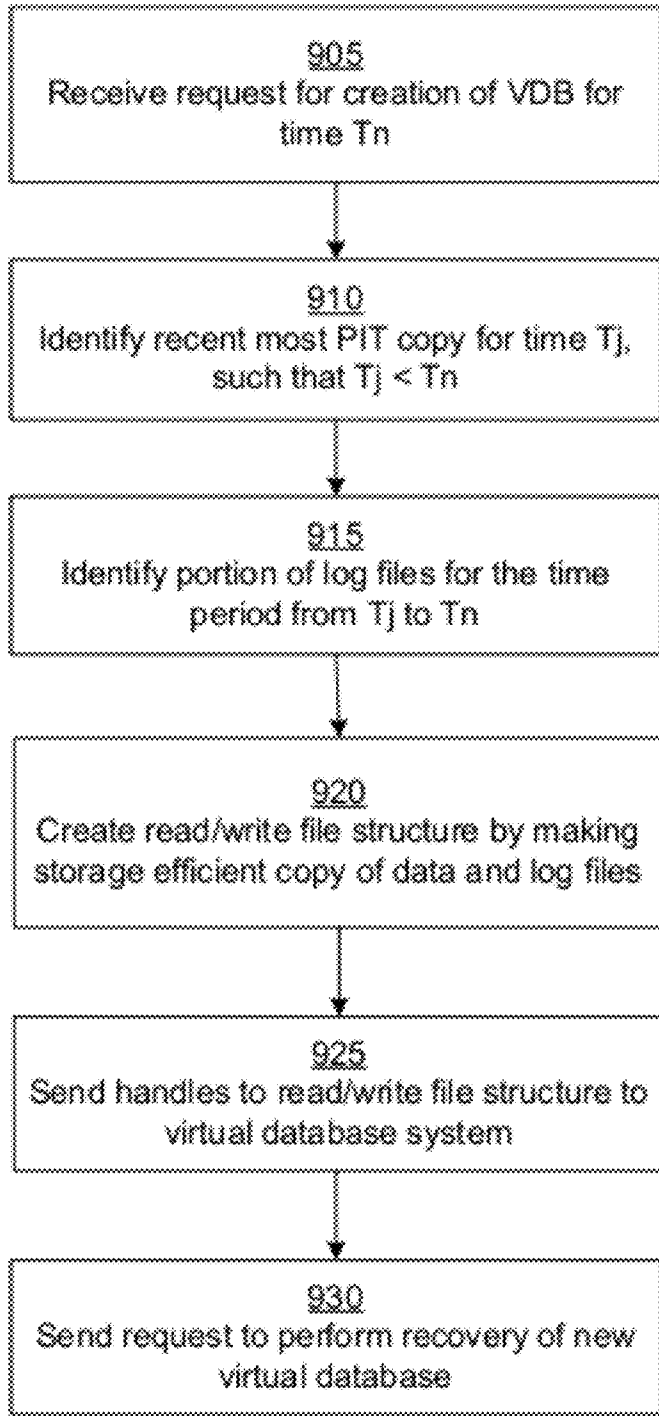 905
Receive request for creation of VDB for
time Tn
910
Identify recent most PIT copy for time Tj,
such that Tj < Tn
915
Identify portion of log files for the time
period from Tj to Tn
920
Create read/write file structure by making
storage efficient copy of data and log files
925
Send handles to read/write file structure to
virtual database system
930
Send request to perform recovery of new
virtual database